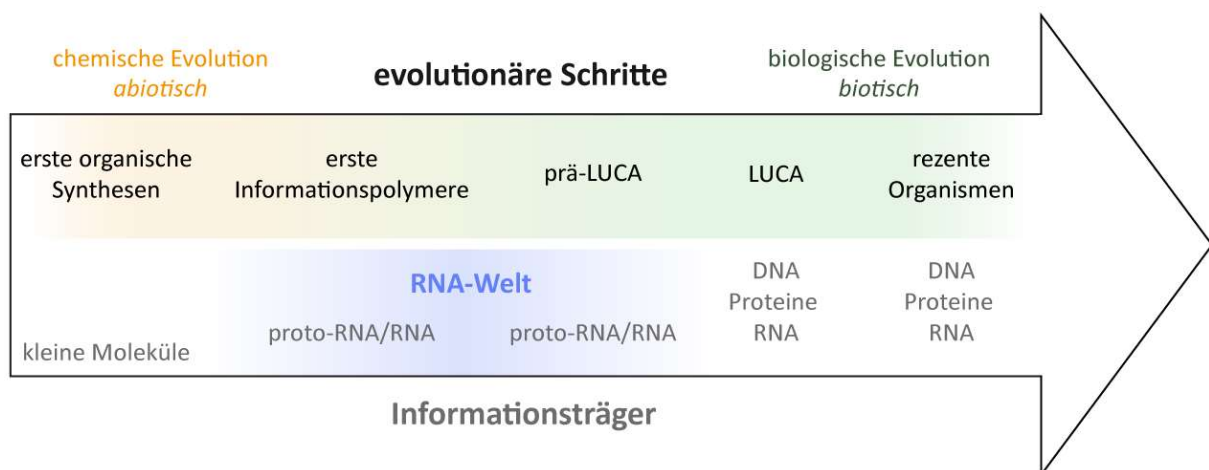 chemische Evolution
abiotisch
evolutionäre Schritte
biologische Evolution
biotisch
erste organische
Synthesen
erste
Informationspolymere
prä-LUCA
LUCA
rezente
Organismen
RNA-Welt
kleine Moleküle
proto-RNA/RNA
proto-RNA/RNA
DNA
Proteine
RNA
DNA
Proteine
RNA
Informationsträger